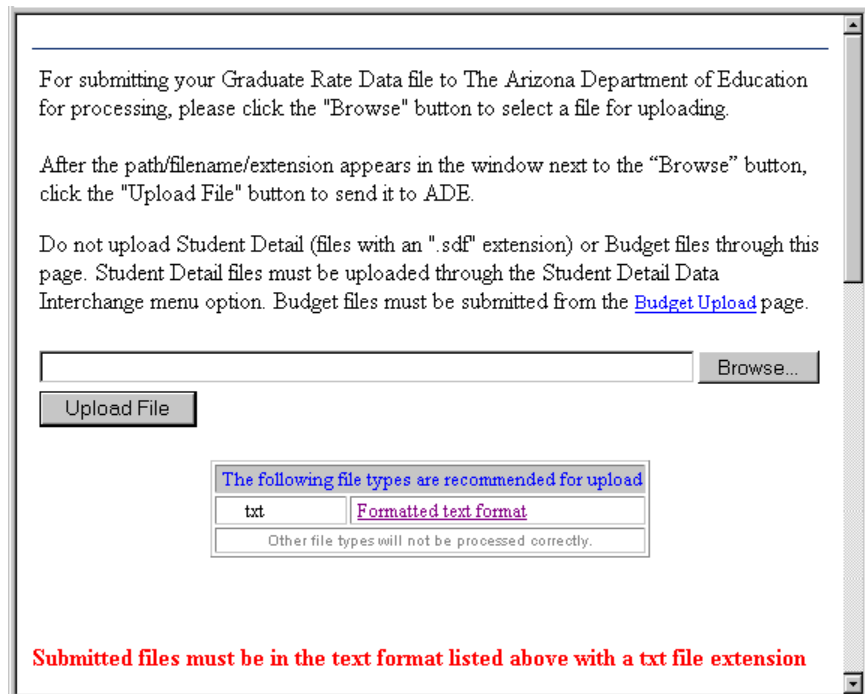 For submitting your Graduate Rate Data file to The Arizona Department of Education
for processing, please click the "Browse" button to select a file for uploading.
After the path/filename/extension appears in the window next to the “Browse” button,
click the "Upload File" button to send it to ADE.
Do not upload Student Detail (files with an ".sdf" extension) or Budget files through this
page. Student Detail files must be uploaded through the Student Detail Data
Interchange menu option. Budget files must be submitted from the Budget Upload page.
Browse...
Upload File
The following file types are recommended for upload
txt Formatted text format
Other file types will not be processed correctly.
Submitted files must be in the text format listed above with a txt file extension